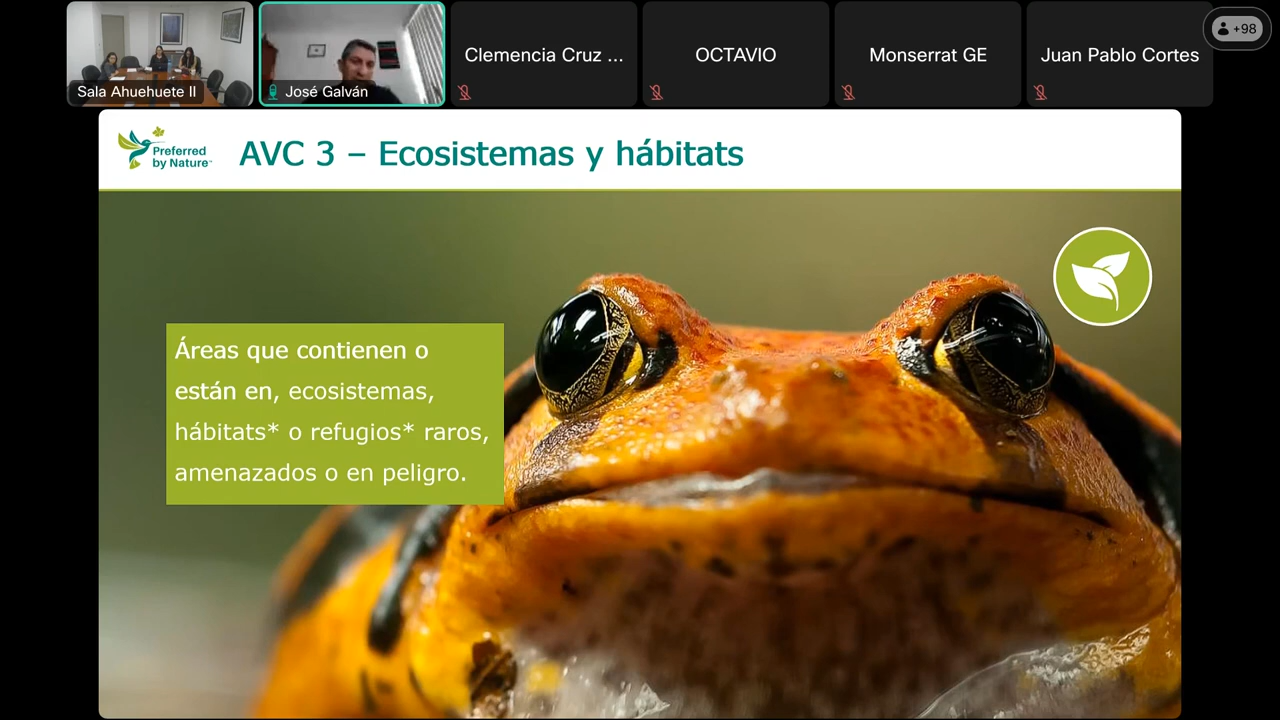 Sala Ahuehuete II
José Galván
Clemencia Cruz ...
OCTAVIO
Monserrat GE
Juan Pablo Cortes
+98
Preferred
by Nature™
AVC 3 – Ecosistemas y hábitats
Áreas que contienen o
están en, ecosistemas,
hábitats* o refugios* raros,
amenazados o en peligro.